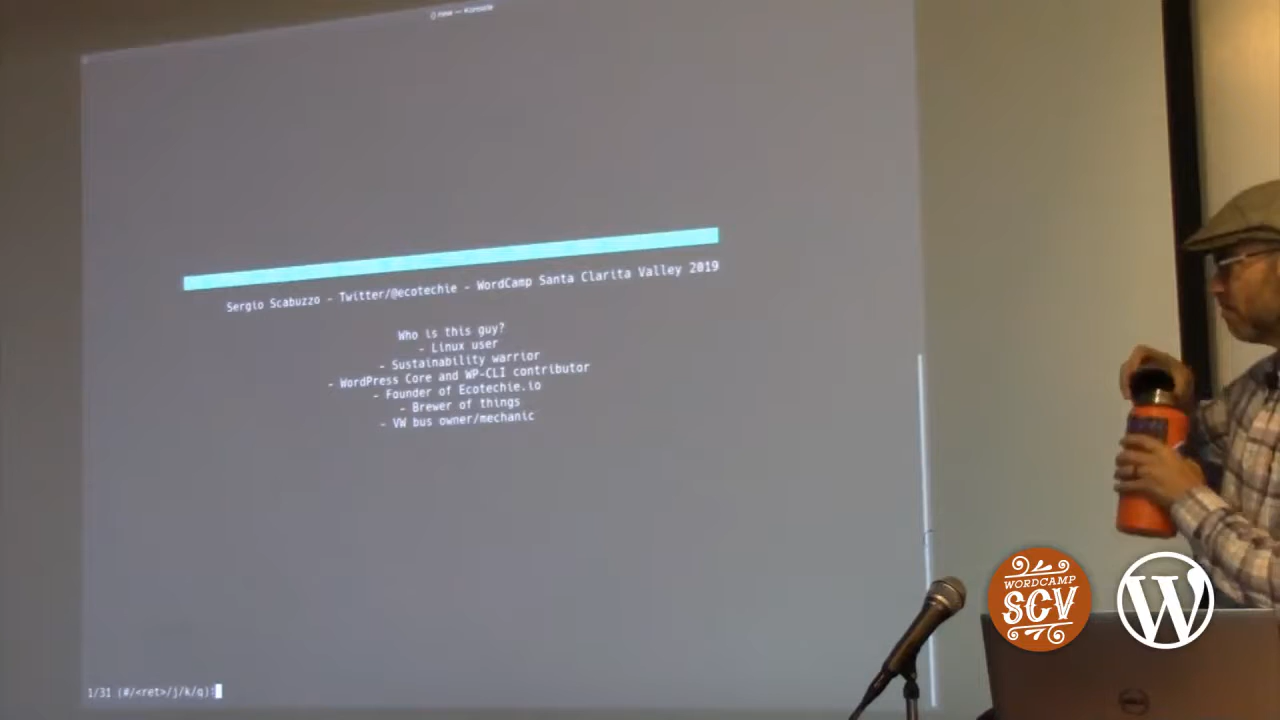 Sergio Scabuzzo - Twitter/@ecotechie - WordCamp Santa Clarita Valley 2019
Who is this guy?
- Linux user
- Sustainability warrior
- WordPress Core and WP-CLI contributor
- Founder of Ecotechie.io
- Brewer of things
- VW bus owner/mechanic
1/31 (#/<ret>/j/k/q):
WORDCAMP
SCV
W
DELL